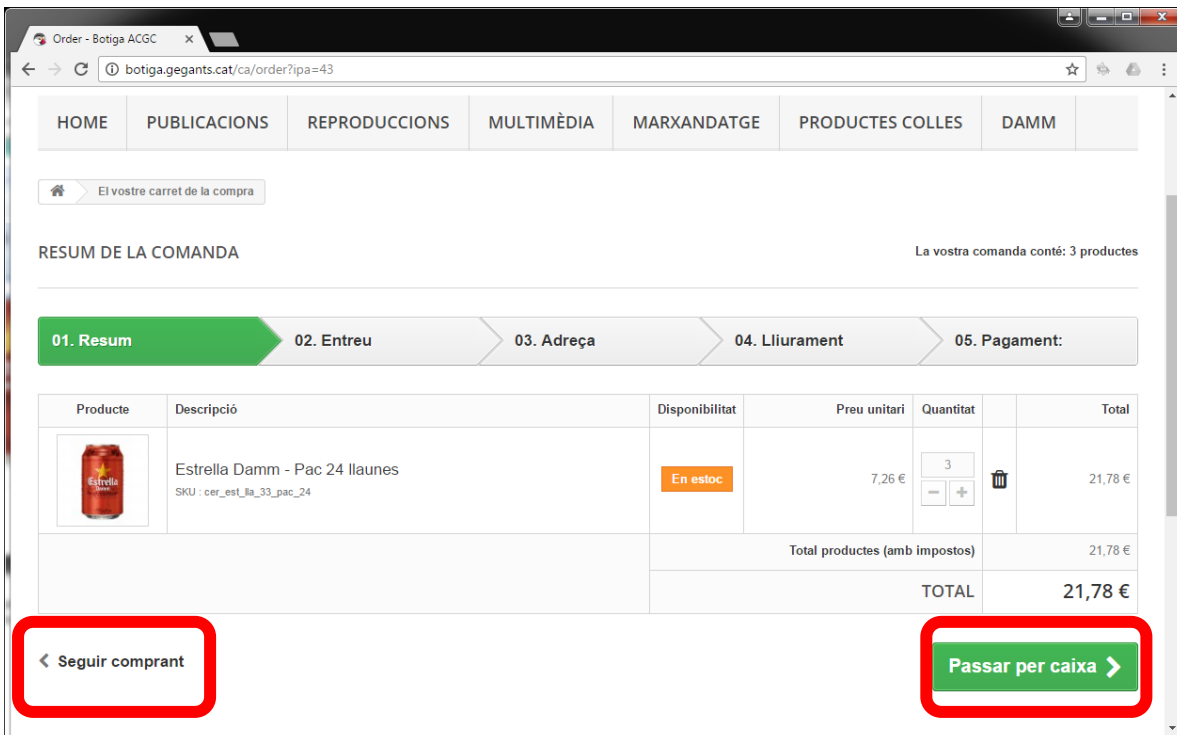 Order - Botiga ACGC
botiga.gegants.cat/ca/order?ipa=43
HOME PUBLICACIONS REPRODUCCIONS MULTIMÈDIA MARXANDATGE PRODUCTES COLLES DAMM
El vostre carret de la compra
RESUM DE LA COMANDA La vostra comanda conté: 3 productes
01. Resum 02. Entreu 03. Adreça 04. Lliurament 05. Pagament:
Producte Descripció Disponibilitat Preu unitari Quantitat Total
Estrella
Damm
Estrella Damm - Pac 24 llaunes
SKU : cer_est_lla_33_pac_24
En estoc 7,26 € 3 21,78 €
Total productes (amb impostos) 21,78 €
TOTAL 21,78 €
Seguir comprant Passar per caixa